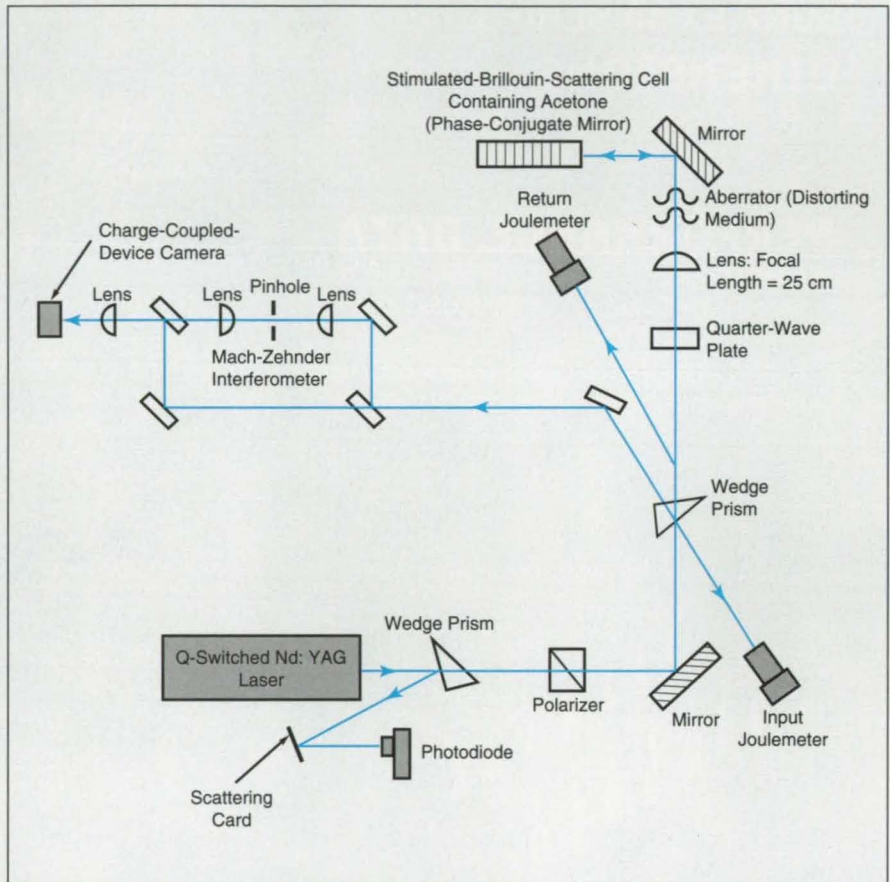 Stimulated-Brillouin-Scattering Cell
Containing Acetone
(Phase-Conjugate Mirror)
Mirror
Return
Joulemeter
Aberrator (Distorting
Medium)
Charge-Coupled-
Device Camera
Lens: Focal
Length = 25 cm
Lens
Lens
Pinhole
Lens
Quarter-Wave
Plate
Mach-Zehnder
Interferometer
Wedge
Prism
Wedge Prism
Q-Switched Nd: YAG
Laser
Polarizer
Mirror
Input
Joulemeter
Photodiode
Scattering
Card